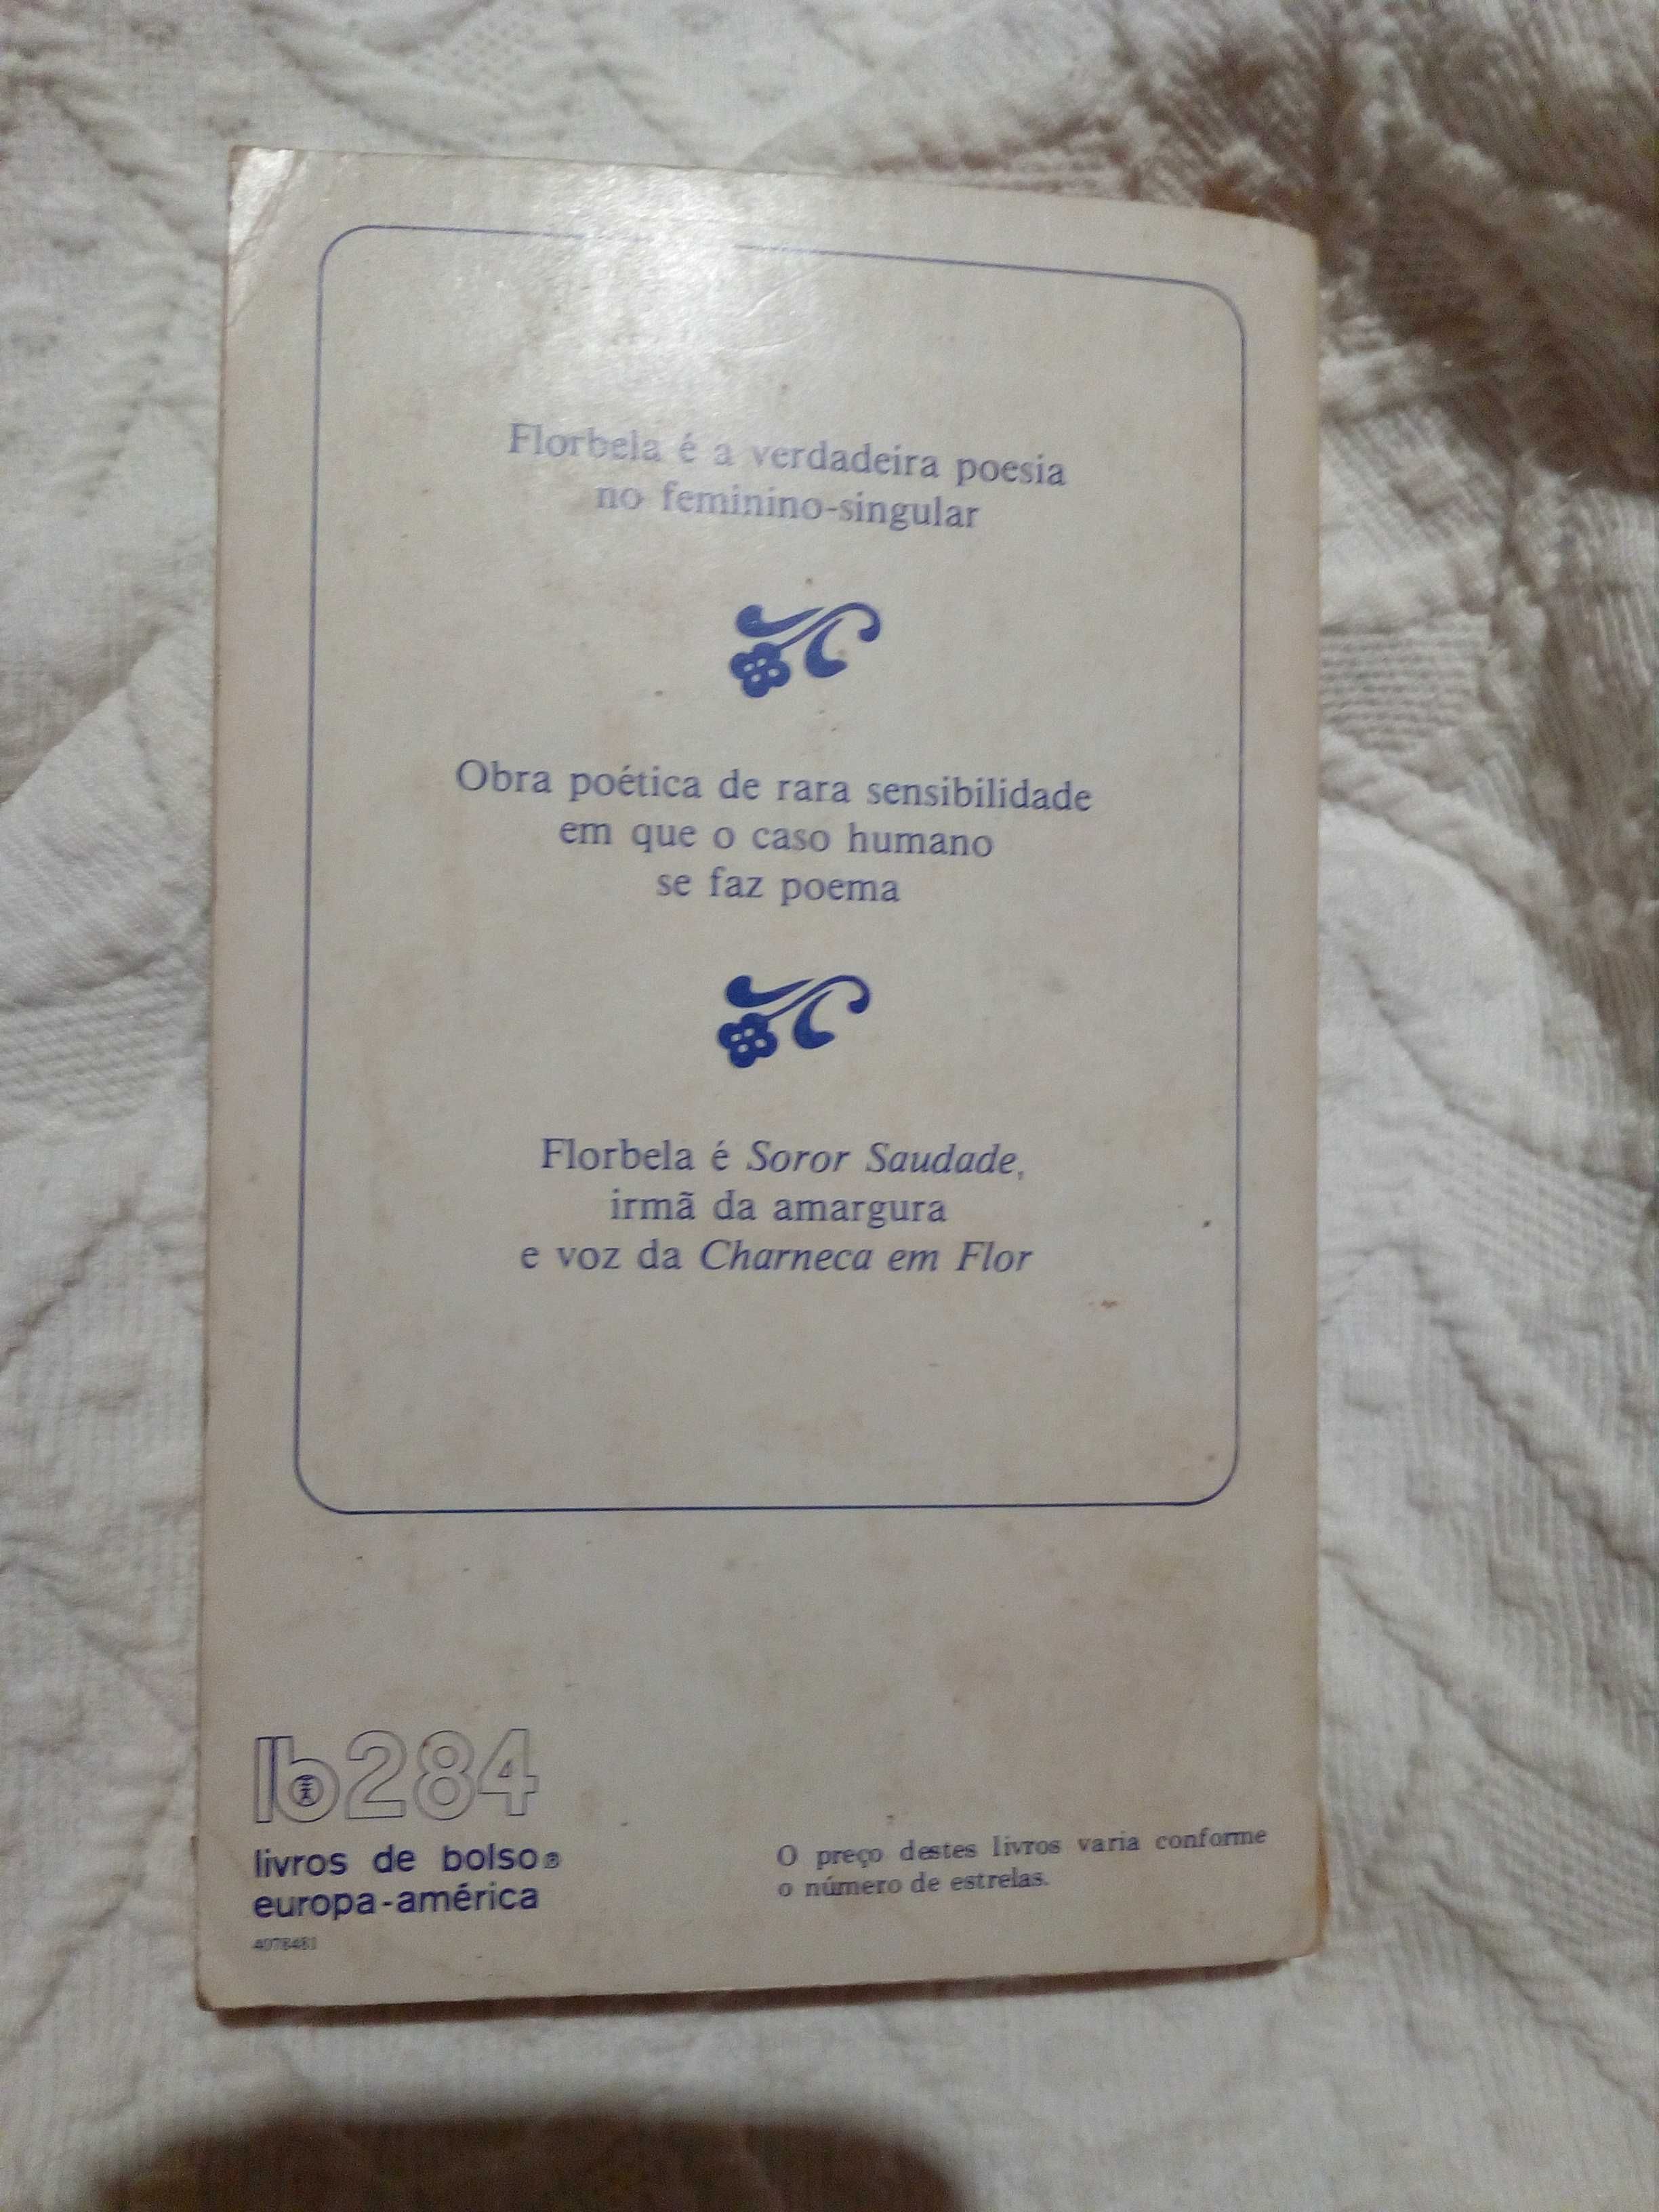 Florbela é a verdadeira poesia
no feminino-singular
Obra poética de rara sensibilidade
em que o caso humano
se faz poema
Florbela é Soror Saudade,
irmã da amargura
e voz da Charneca em Flor
lb284
livros de bolso®
europa-américa
4078481
O preço destes livros varia conforme
o número de estrelas.